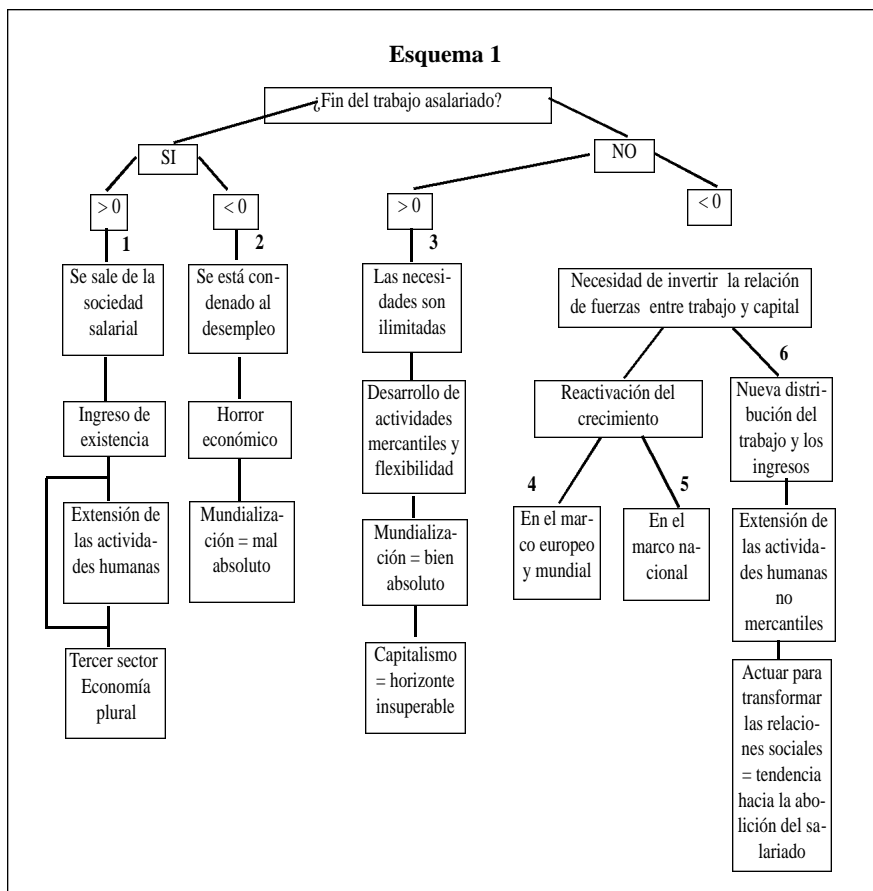 Esquema 1
¿Fin del trabajo asalariado?
SI
NO
> 0
< 0
> 0
< 0
1
2
3
Se sale de la
sociedad
salarial
Se está con-
denado al
desempleo
Las necesi-
dades son
ilimitadas
Necesidad de invertir la relación
de fuerzas entre trabajo y capital
6
Ingreso de
existencia
Horror
económico
Desarrollo de
actividades
mercantiles y
flexibilidad
Reactivación del
crecimiento
Nueva distri-
bución del
trabajo y los
ingresos
4
5
Extensión de
las activida-
des humanas
Mundializa-
ción = mal
absoluto
Mundializa-
ción = bien
absoluto
En el mar-
co europeo
y mundial
En el
marco na-
cional
Extensión de
las activida-
des humanas
no
mercantiles
Tercer sector
Economía
plural
Capitalismo
= horizonte
insuperable
Actuar para
transformar
las relacio-
nes sociales
= tendencia
hacia la abo-
lición del sa-
lariado